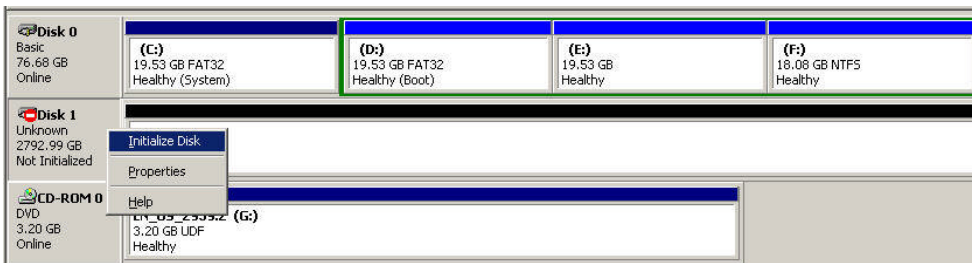 Disk 0
Basic
76.68 GB
Online
(C:)
19.53 GB FAT32
Healthy (System)
(D:)
19.53 GB FAT32
Healthy (Boot)
(E:)
19.53 GB
Healthy
(F:)
18.08 GB NTFS
Healthy
Disk 1
Unknown
2792.99 GB
Not Initialized
Initialize Disk
Properties
Help
CD-ROM 0
DVD
3.20 GB
Online
(G:)
3.20 GB UDF
Healthy